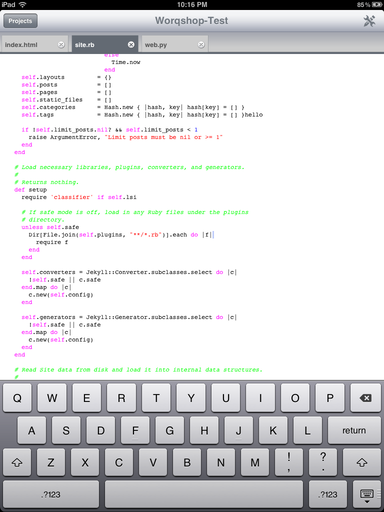 iPad 10:16 PM 85%
Projects Worqshop-Test
index.html site.rb web.py
else
Time.now
end
self.layouts = {}
self.posts = []
self.pages = []
self.static_files = []
self.categories = Hash.new { |hash, key| hash[key] = [] }
self.tags = Hash.new { |hash, key| hash[key] = [] }hello
if !self.limit_posts.nil? && self.limit_posts < 1
raise ArgumentError, "Limit posts must be nil or >= 1"
end
end
# Load necessary libraries, plugins, converters, and generators.
#
# Returns nothing.
def setup
require 'classifier' if self.lsi
# If safe mode is off, load in any Ruby files under the plugins
# directory.
unless self.safe
Dir[File.join(self.plugins, "**/*.rb")].each do |f|
require f
end
end
self.converters = Jekyll::Converter.subclasses.select do |c|
!self.safe || c.safe
end.map do |c|
c.new(self.config)
end
self.generators = Jekyll::Generator.subclasses.select do |c|
!self.safe || c.safe
end.map do |c|
c.new(self.config)
end
end
# Read Site data from disk and load it into internal data structures.
#
Q W E R T Y U I O P
A S D F G H J K L return
Z X C V B N M ! , ? .
.?123 .?123